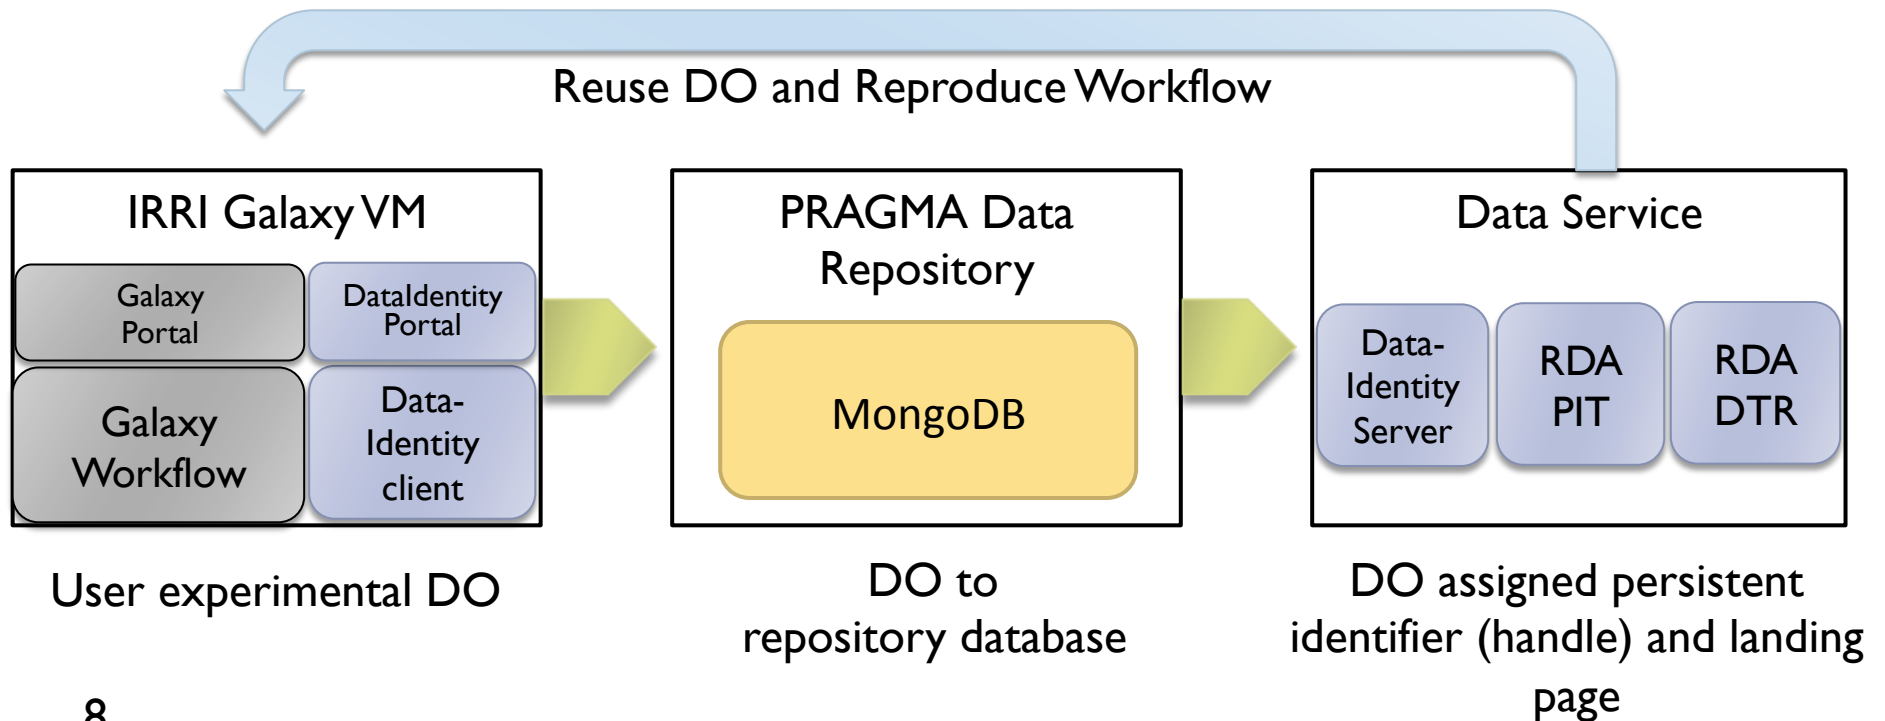 Reuse DO and Reproduce Workflow
IRRI Galaxy VM
Galaxy
Portal
DataIdentity
Portal
Galaxy
Workflow
Data-
Identity
client
User experimental DO
PRAGMA Data
Repository
MongoDB
DO to
repository database
Data Service
Data-
Identity
Server
RDA
PIT
RDA
DTR
DO assigned persistent
identifier (handle) and landing
page
8